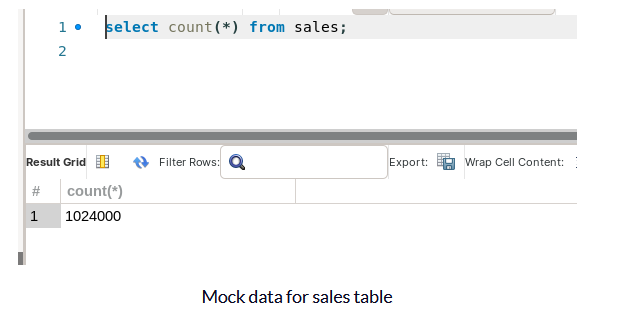 1 select count(*) from sales;
2
Result Grid Filter Rows: Export: Wrap Cell Content:
# count(*)
1 1024000
Mock data for sales table